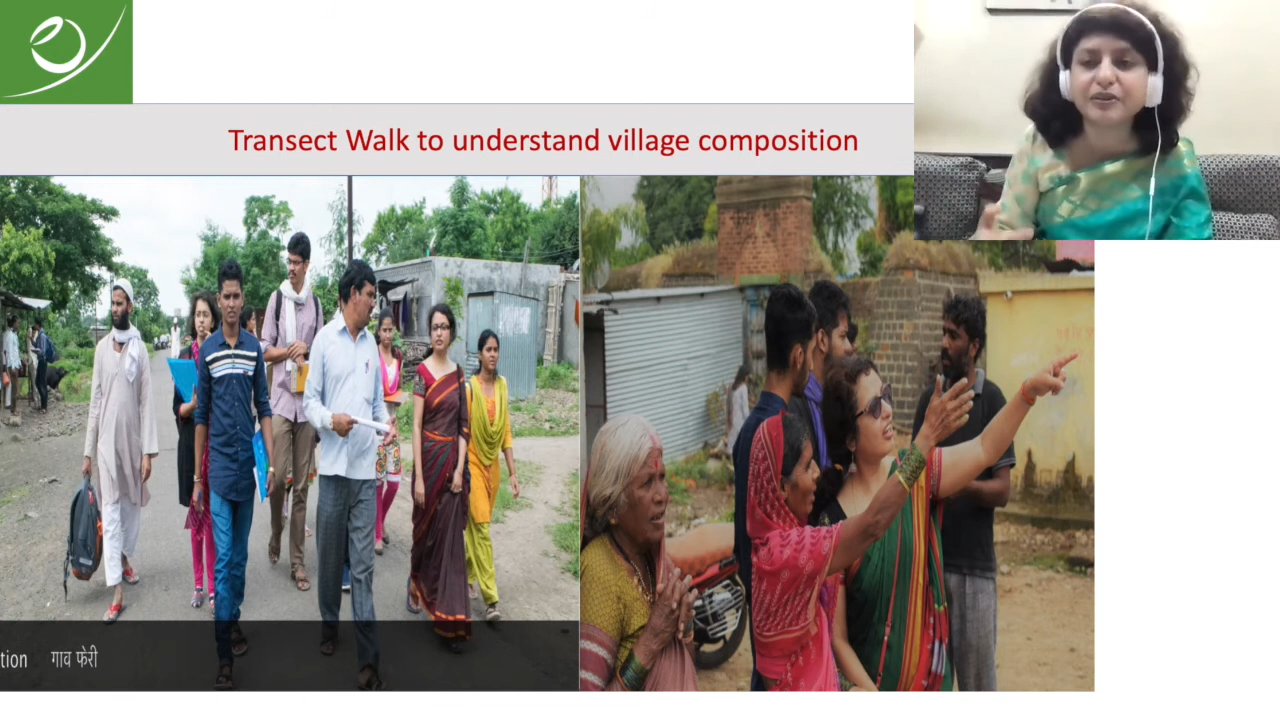 Transect Walk to understand village composition
tion गाव फेरी